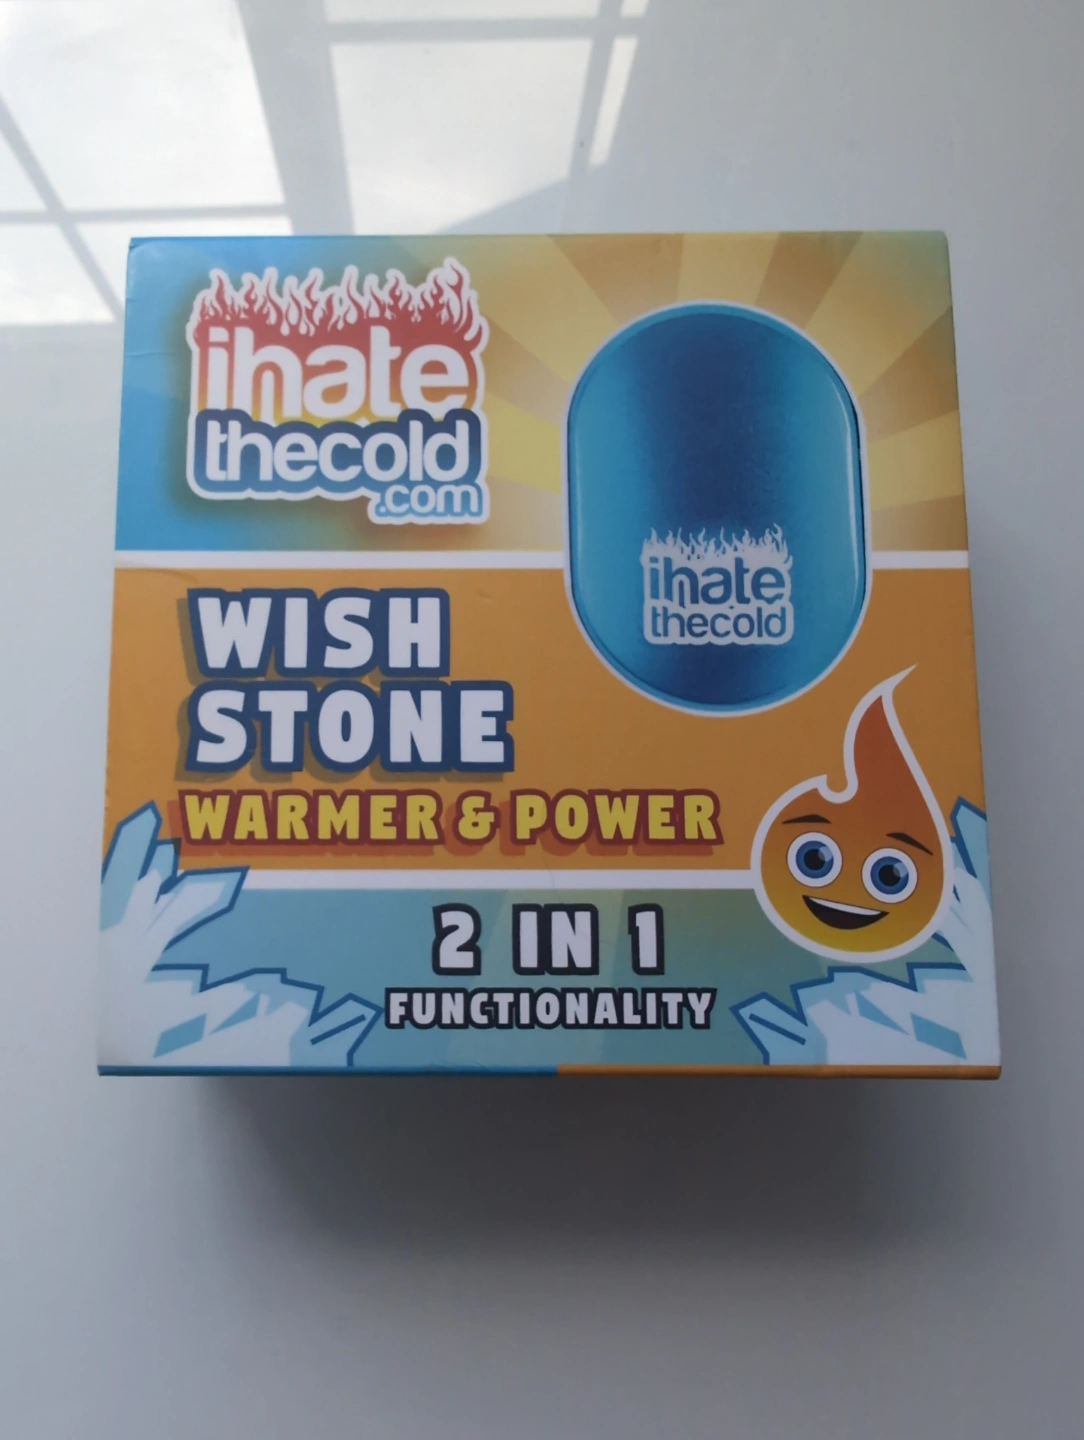 ihate
thecold
.com
ihate
thecold
WISH
STONE
WARMER & POWER
2 IN 1
FUNCTIONALITY